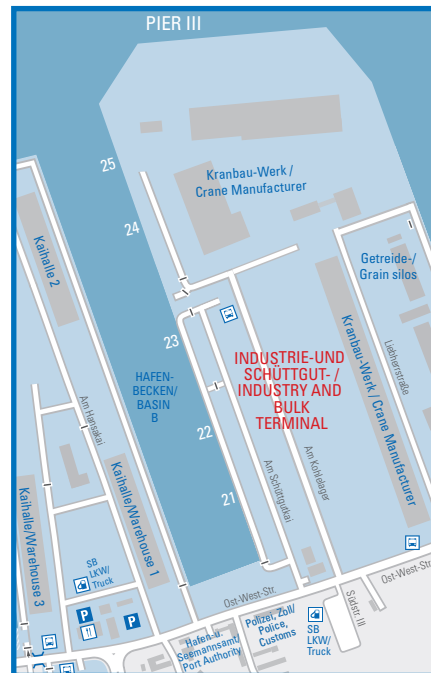 PIER III
25
24
Kranbau-Werk /
Crane Manufacturer
Kaihalle 2
Getreide-/
Grain silos
23
HAFEN-
BECKEN/
BASIN
B
INDUSTRIE-UND
SCHÜTTGUT- /
INDUSTRY AND
BULK
TERMINAL
Kranbau-Werk / Crane Manufacturer
Liebherrstraße
Am Hansakai
22
21
Am Schüttgutkai
Am Kohlelager
Kaihalle/Warehouse 1
Kaihalle/Warehouse 3
SB
LKW/
Truck
P
P
Ost-West-Str.
Ost-West-Str.
Hafen-u.
Seemannsamt/
Port Authority
Polizei, Zoll/
Police,
Customs
SB
LKW/
Truck
Südstr. III